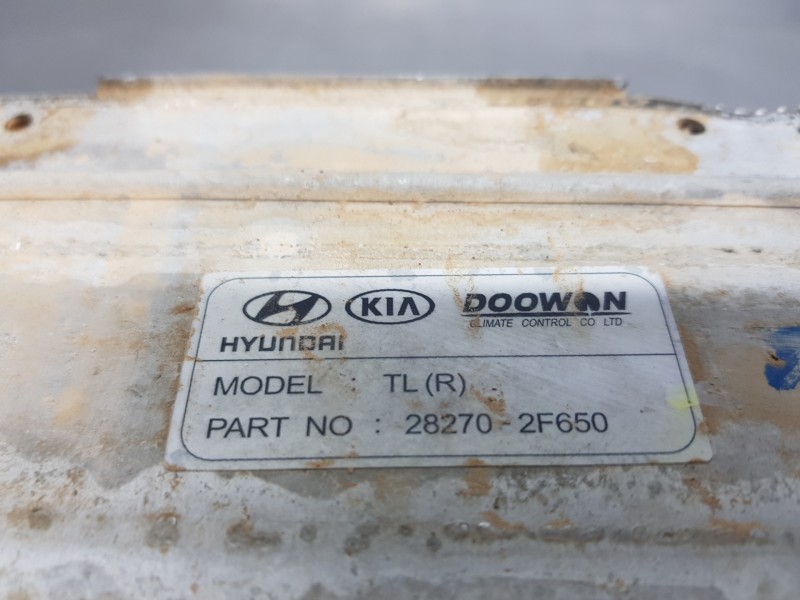 HYUNDAI KIA DOOWON
CLIMATE CONTROL CO LTD
MODEL : TL (R)
PART NO : 28270 - 2F650